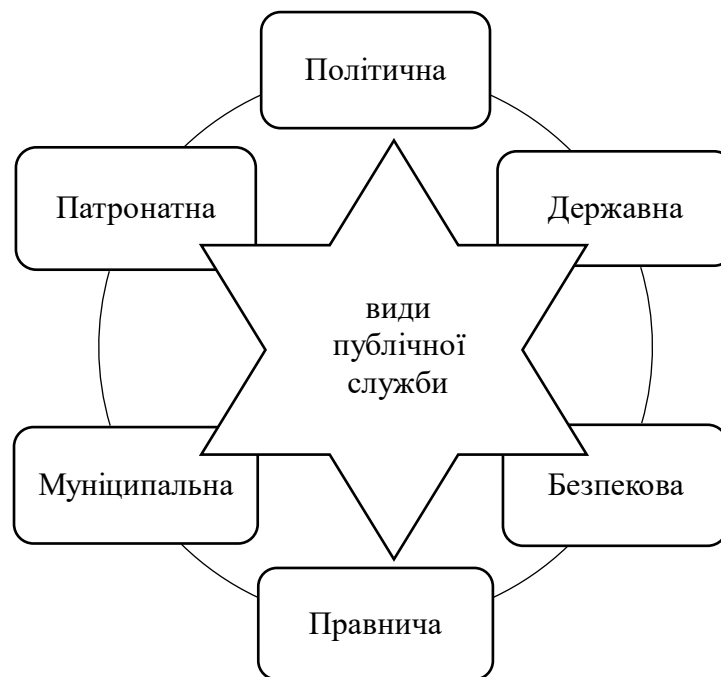 Політична
Патронатна
Державна
види
публічної
служби
Муніципальна
Безпекова
Правнича